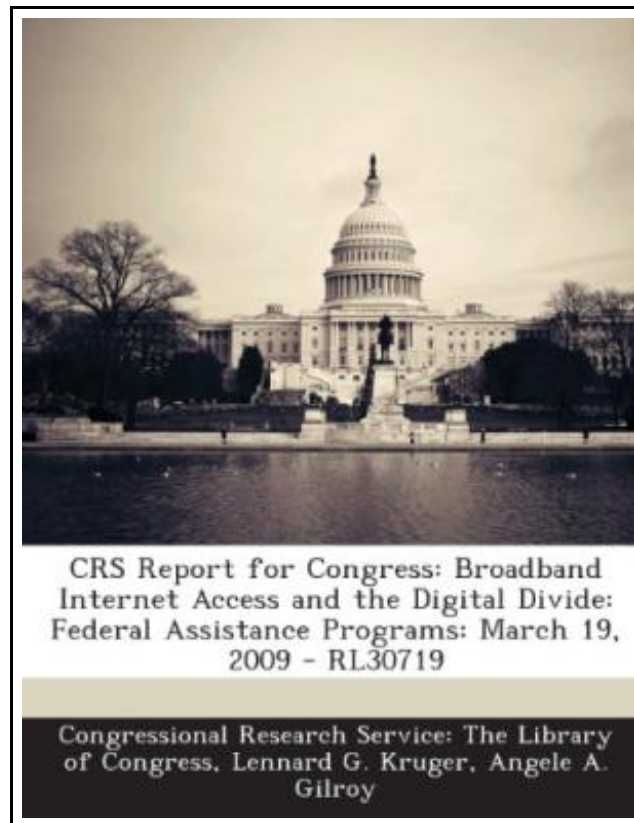 CRS Report for Congress: Broadband
Internet Access and the Digital Divide:
Federal Assistance Programs: March 19,
2009 - RL30719
Congressional Research Service: The Library
of Congress, Lennard G. Kruger, Angele A.
Gilroy